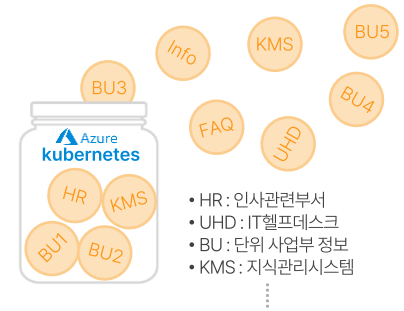 BU5
KMS
Info
BU3
BU4
FAQ
UHD
Azure
kubernetes
HR
KMS
BU1
BU2
• HR : 인사관련부서
• UHD : IT헬프데스크
• BU : 단위 사업부 정보
• KMS : 지식관리시스템